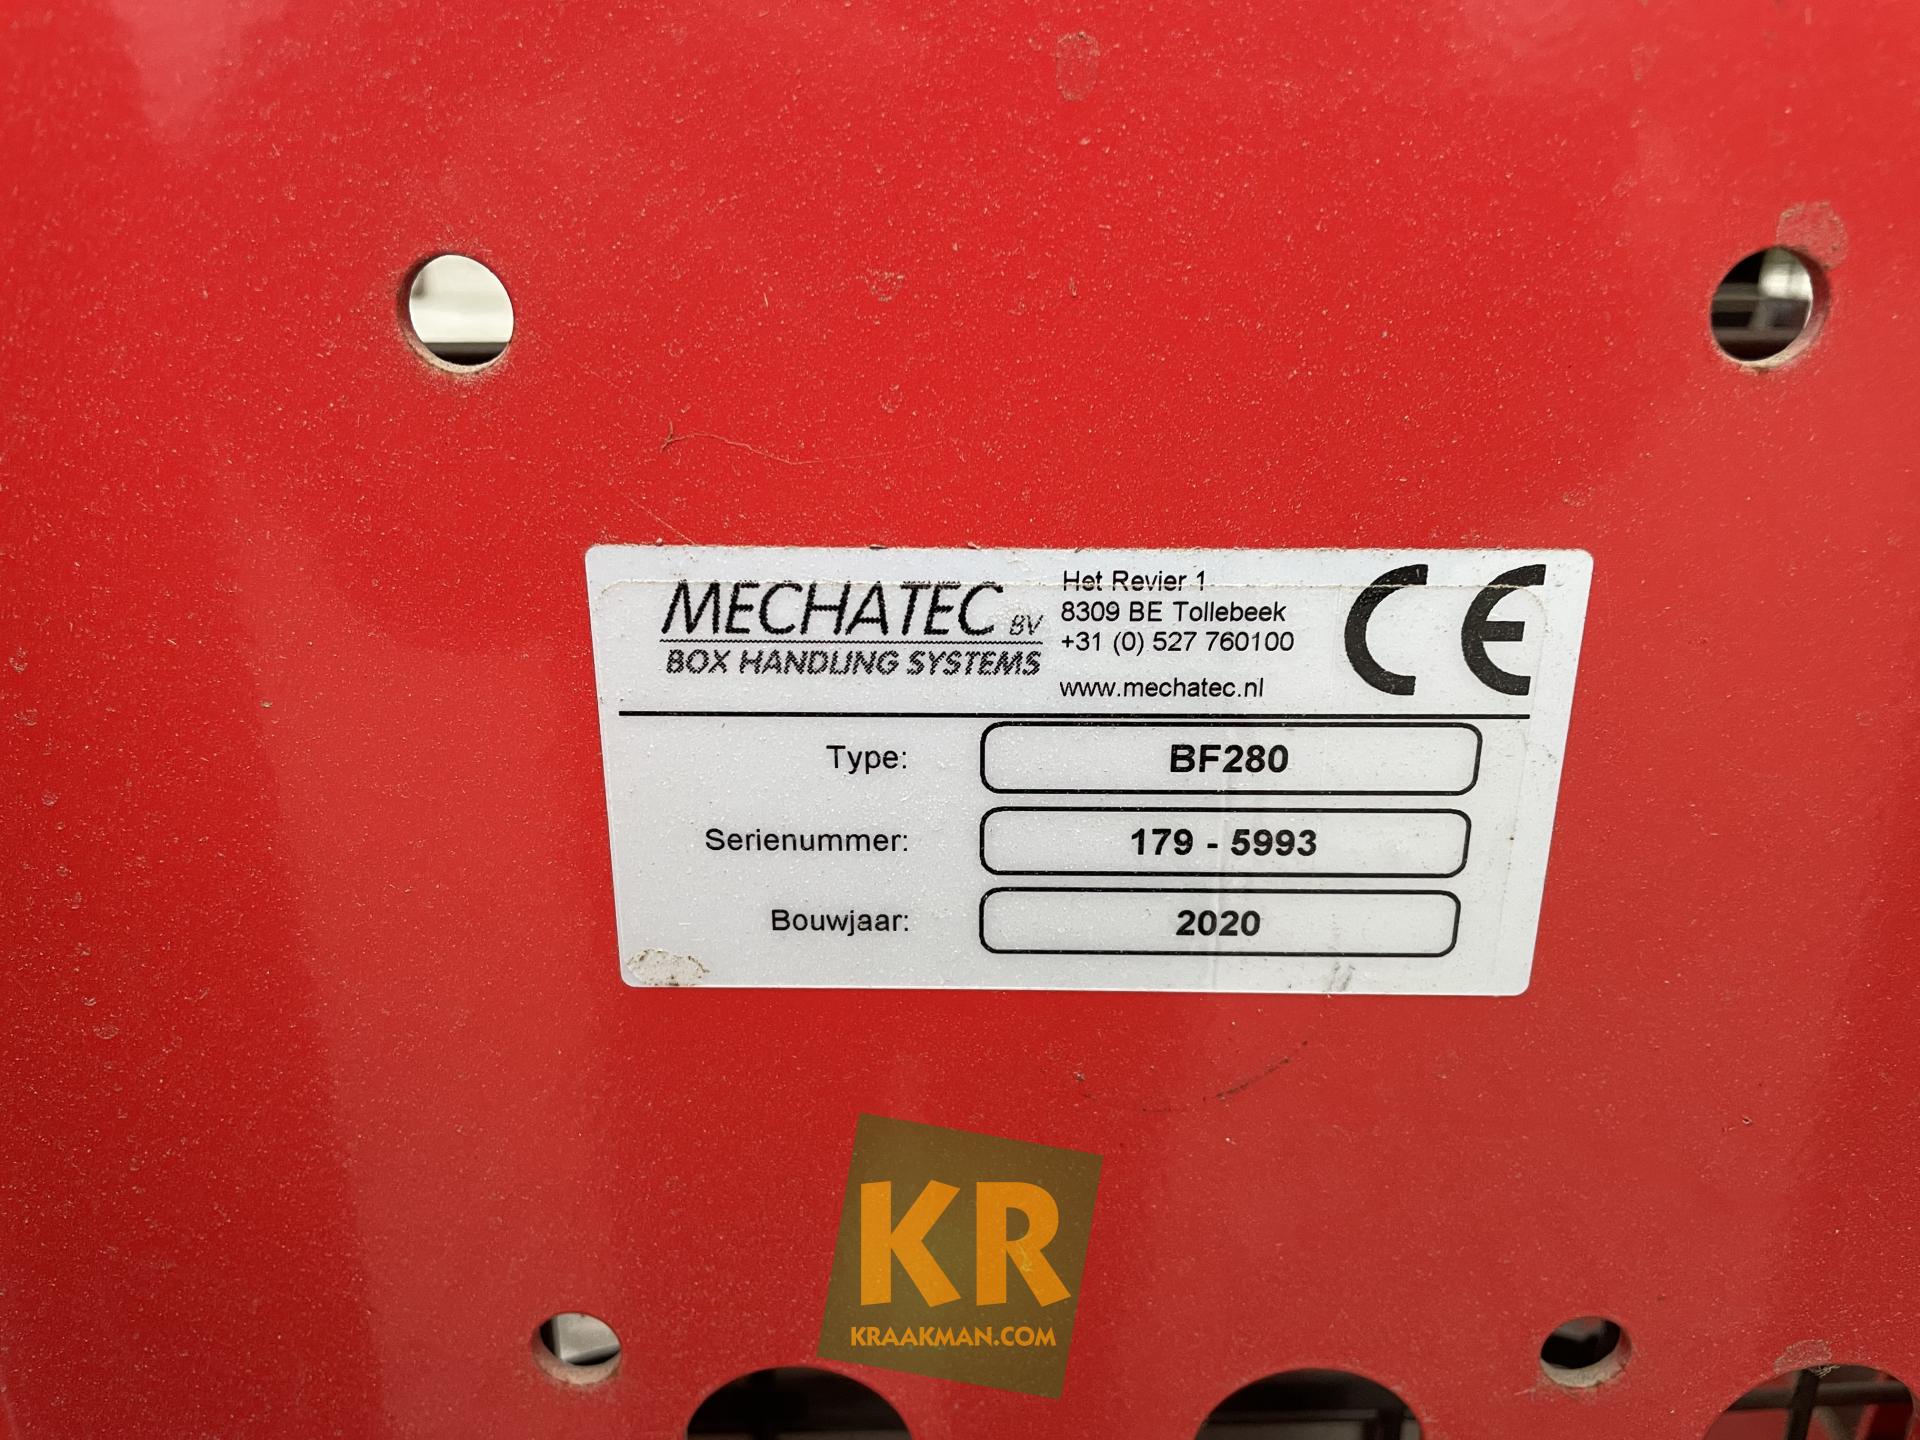 MECHATEC BV
BOX HANDLING SYSTEMS
Het Revier 1
8309 BE Tollebeek
+31 (0) 527 760100
www.mechatec.nl
CE
Type: BF280
Serienummer: 179 - 5993
Bouwjaar: 2020
KR
KRAAKMAN.COM